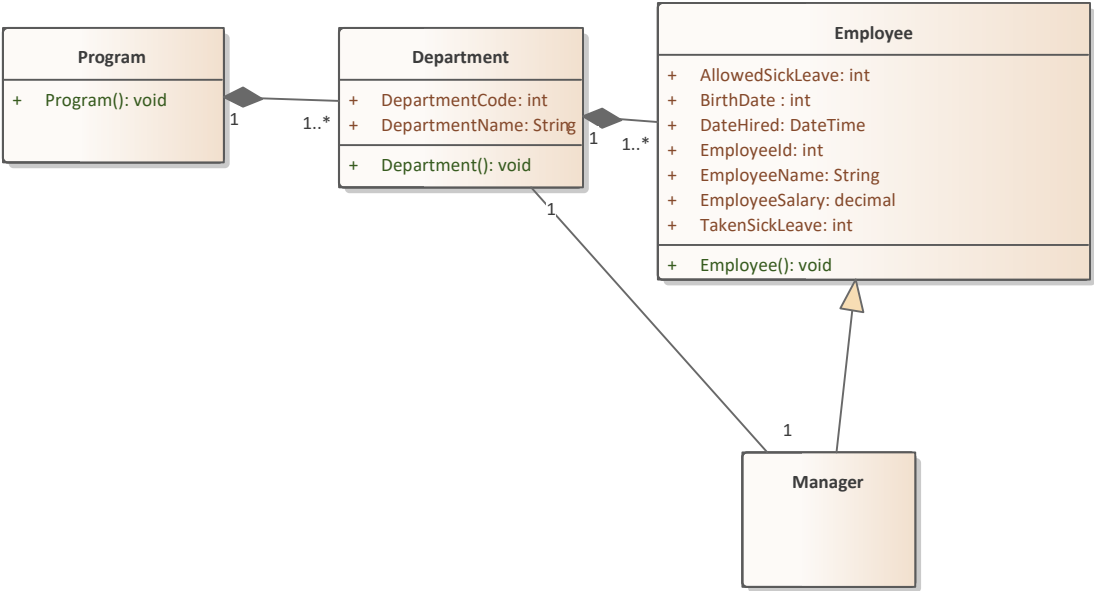 Program
+ Program(): void
1
1..*
Department
+ DepartmentCode: int
+ DepartmentName: String
+ Department(): void
1
1..*
Employee
+ AllowedSickLeave: int
+ BirthDate : int
+ DateHired: DateTime
+ EmployeeId: int
+ EmployeeName: String
+ EmployeeSalary: decimal
+ TakenSickLeave: int
+ Employee(): void
1
1
Manager